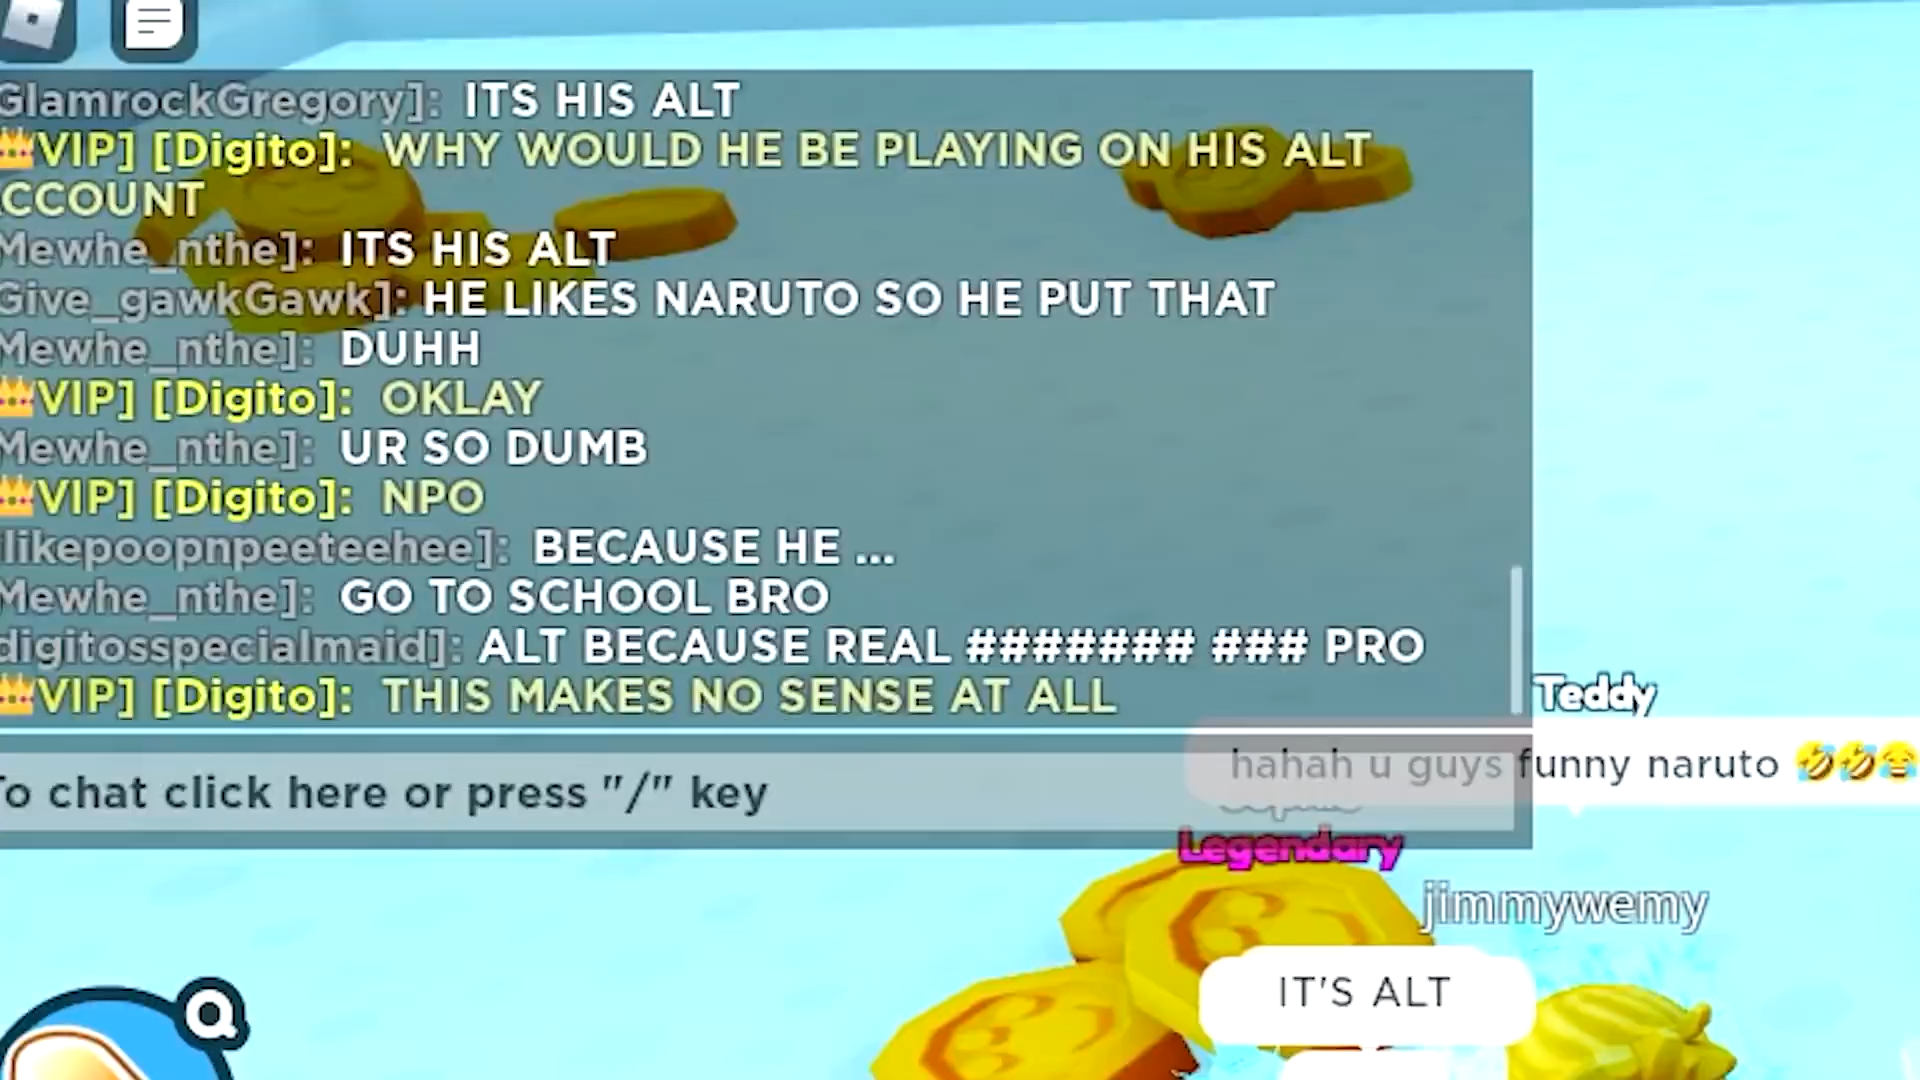 GlamrockGregory]: ITS HIS ALT
VIP] [Digito]: WHY WOULD HE BE PLAYING ON HIS ALT
CCOUNT
Mewhe_nthe]: ITS HIS ALT
Give_gawkGawk]: HE LIKES NARUTO SO HE PUT THAT
Mewhe_nthe]: DUHH
VIP] [Digito]: OKLAY
Mewhe_nthe]: UR SO DUMB
VIP] [Digito]: NPO
likepoopnpeeteehee]: BECAUSE HE ...
Mewhe_nthe]: GO TO SCHOOL BRO
digitosspecialmaid]: ALT BECAUSE REAL ####### ### PRO
VIP] [Digito]: THIS MAKES NO SENSE AT ALL
Teddy
hahah u guys funny naruto 🤣🤣😂
To chat click here or press "/" key
Legendary
jimmywemy
IT'S ALT
Q